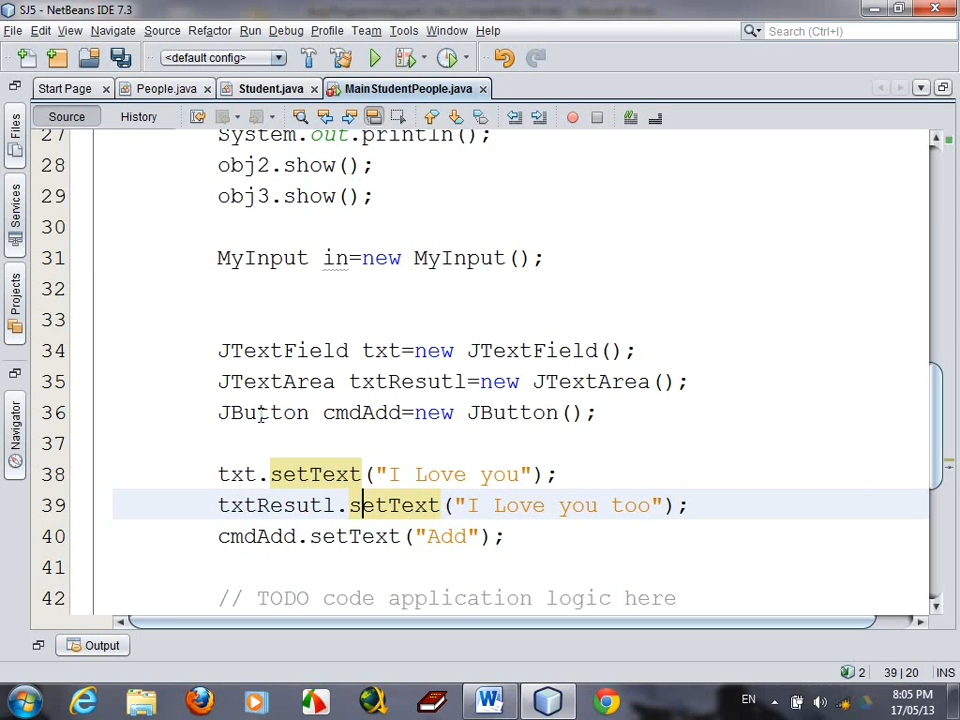 SJ5 - NetBeans IDE 7.3
File Edit View Navigate Source Refactor Run Debug Profile Team Tools Window Help
Search (Ctrl+I)
<default config>
Start Page People.java Student.java MainStudentPeople.java
Source History
Files
Services
Projects
Navigator
27 System.out.println();
28 obj2.show();
29 obj3.show();
30
31 MyInput in=new MyInput();
32
33
34 JTextField txt=new JTextField();
35 JTextArea txtResutl=new JTextArea();
36 JButton cmdAdd=new JButton();
37
38 txt.setText("I Love you");
39 txtResutl.setText("I Love you too");
40 cmdAdd.setText("Add");
41
42 // TODO code application logic here
Output
2 39 | 20 INS
EN
8:05 PM
17/05/13